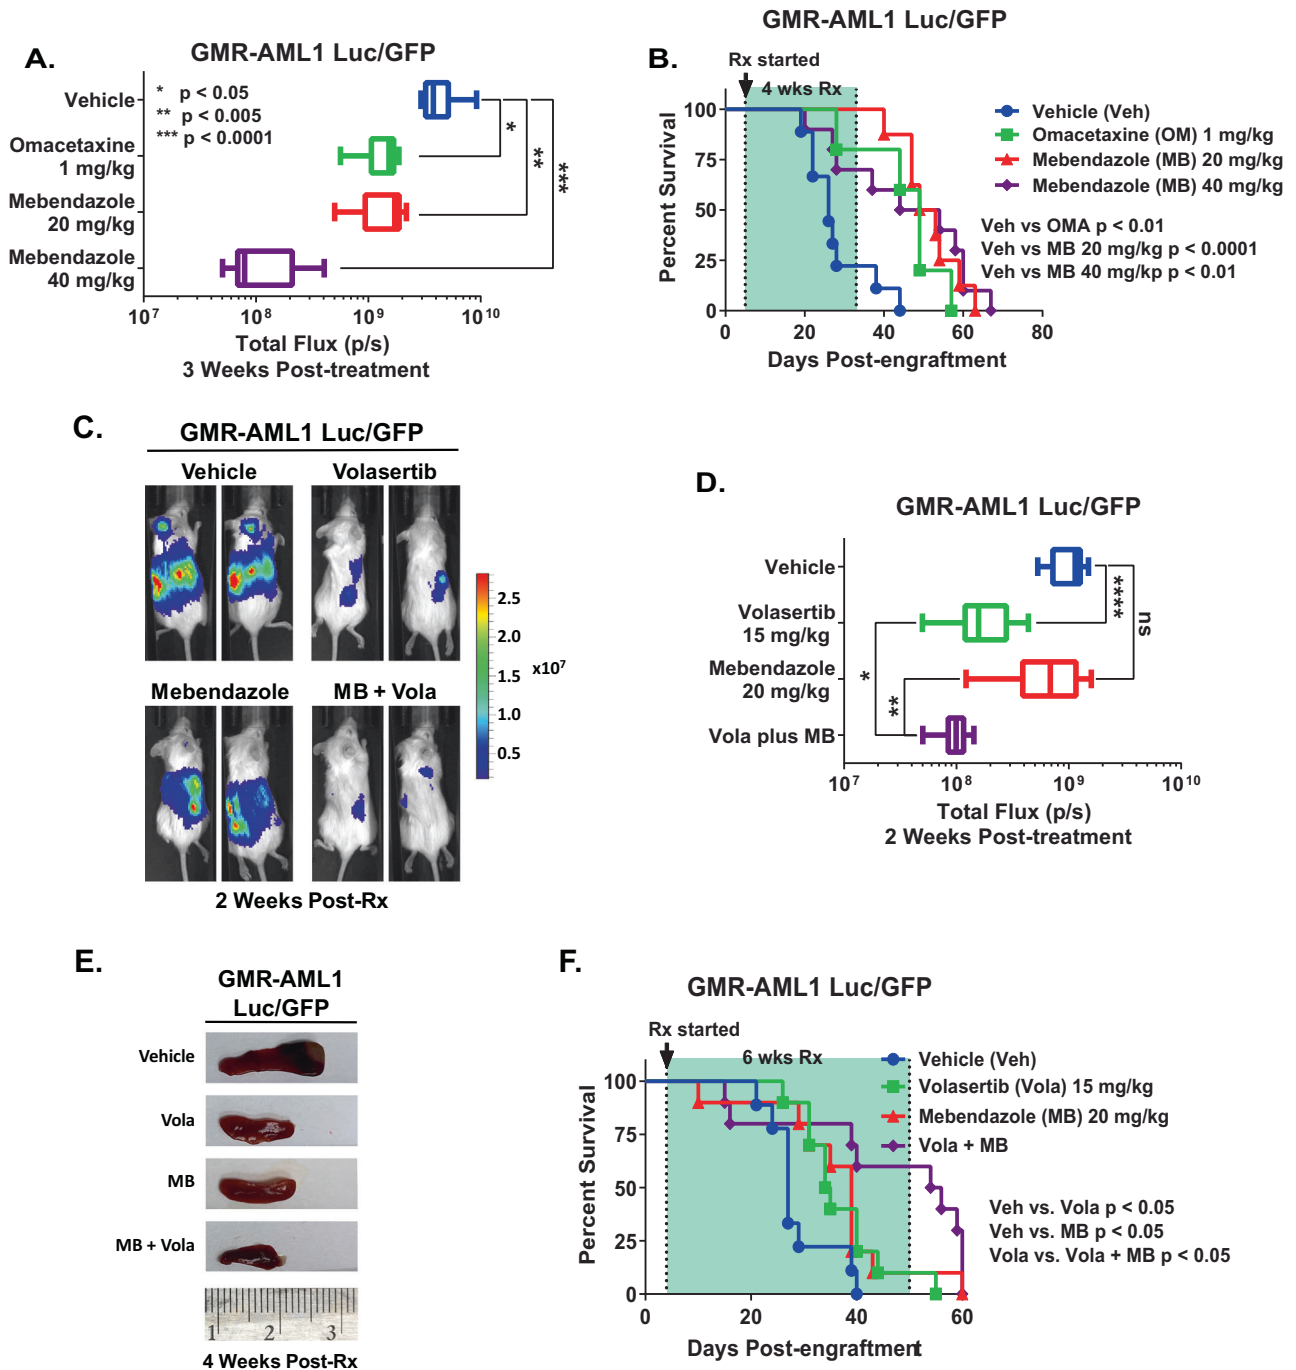 A.
GMR-AML1 Luc/GFP
* p < 0.05
** p < 0.005
*** p < 0.0001
Vehicle
Omacetaxine
1 mg/kg
Mebendazole
20 mg/kg
Mebendazole
40 mg/kg
*
**
***
10⁷ 10⁸ 10⁹ 10¹⁰
Total Flux (p/s)
3 Weeks Post-treatment
GMR-AML1 Luc/GFP
B.
Rx started
4 wks Rx
Percent Survival
100
75
50
25
0
0 20 40 60 80
Days Post-engraftment
Vehicle (Veh)
Omacetaxine (OM) 1 mg/kg
Mebendazole (MB) 20 mg/kg
Mebendazole (MB) 40 mg/kg
Veh vs OMA p < 0.01
Veh vs MB 20 mg/kg p < 0.0001
Veh vs MB 40 mg/kp p < 0.01
C.
GMR-AML1 Luc/GFP
Vehicle Volasertib
Mebendazole MB + Vola
2.5
2.0
1.5
1.0
0.5
x10⁷
2 Weeks Post-Rx
D.
GMR-AML1 Luc/GFP
Vehicle
Volasertib
15 mg/kg
Mebendazole
20 mg/kg
Vola plus MB
****
ns
*
**
10⁷ 10⁸ 10⁹ 10¹⁰
Total Flux (p/s)
2 Weeks Post-treatment
E.
GMR-AML1
Luc/GFP
Vehicle
Vola
MB
MB + Vola
1 2 3
4 Weeks Post-Rx
F.
GMR-AML1 Luc/GFP
Rx started
6 wks Rx
Percent Survival
100
75
50
25
0
0 20 40 60
Days Post-engraftment
Vehicle (Veh)
Volasertib (Vola) 15 mg/kg
Mebendazole (MB) 20 mg/kg
Vola + MB
Veh vs. Vola p < 0.05
Veh vs. MB p < 0.05
Vola vs. Vola + MB p < 0.05